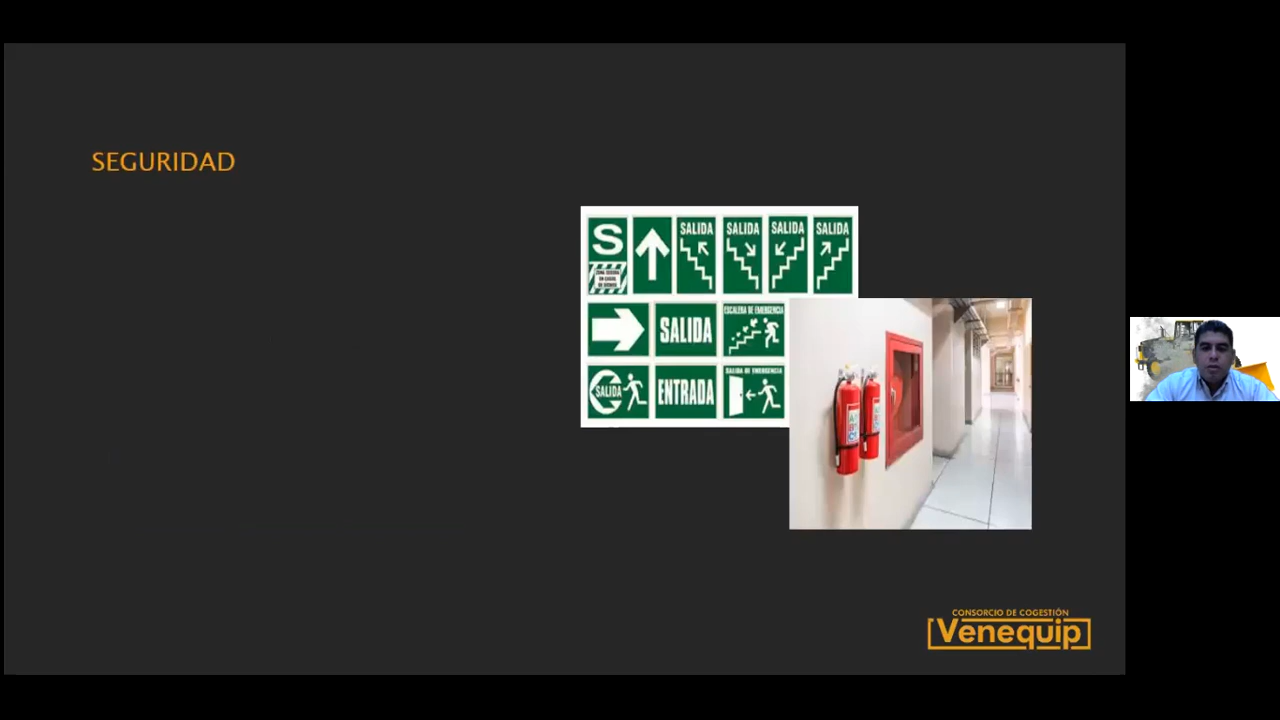 SEGURIDAD
S
SALIDA
SALIDA
SALIDA
SALIDA
SALIDA
ESCALERA DE EMERGENCIA
SALIDA
ENTRADA
SALIDA DE EMERGENCIA
CONSORCIO DE COGESTIÓN
Venequip